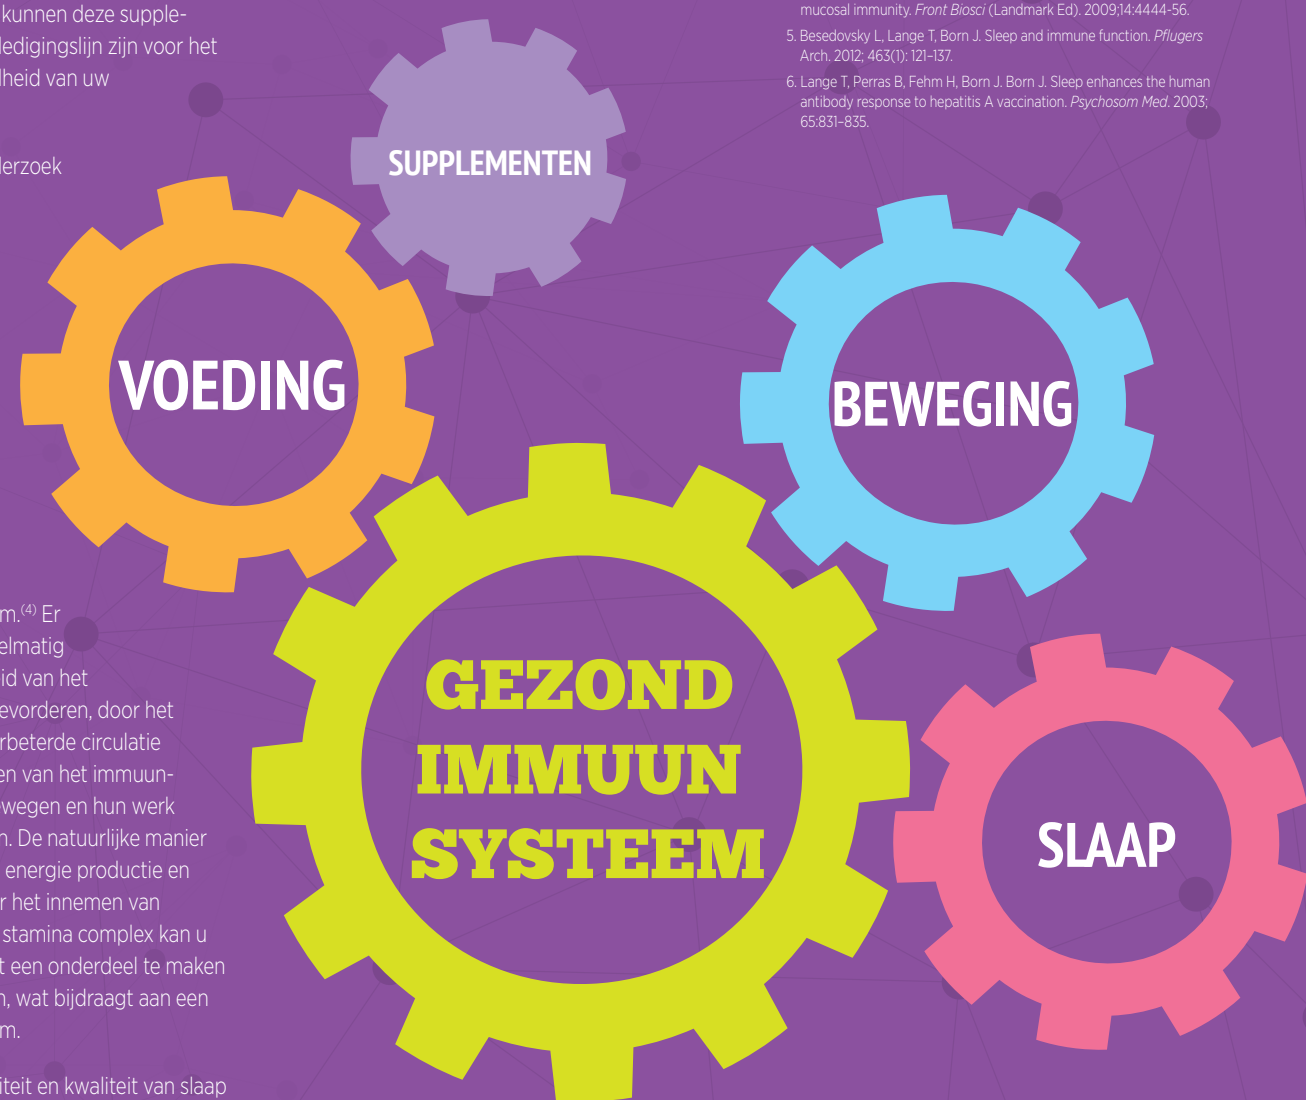 kunnen deze supple-
ledigingslijn zijn voor het
lheid van uw
lerzoek
m.(4) Er
elmatig
id van het
evorderen, door het
rbeterde circulatie
en van het immuun-
wegen en hun werk
n. De natuurlijke manier
energie productie en
r het innemen van
stamina complex kan u
t een onderdeel te maken
n, wat bijdraagt aan een
m.
iteit en kwaliteit van slaap
mucosal immunity. Front Biosci (Landmark Ed). 2009;14:4444-56.
5. Besedovsky L, Lange T, Born J. Sleep and immune function. Pflugers
Arch. 2012; 463(1): 121–137.
6. Lange T, Perras B, Fehm H, Born J. Born J. Sleep enhances the human
antibody response to hepatitis A vaccination. Psychosom Med. 2003;
65:831–835.
SUPPLEMENTEN
VOEDING
BEWEGING
GEZOND
IMMUUN
SYSTEEM
SLAAP